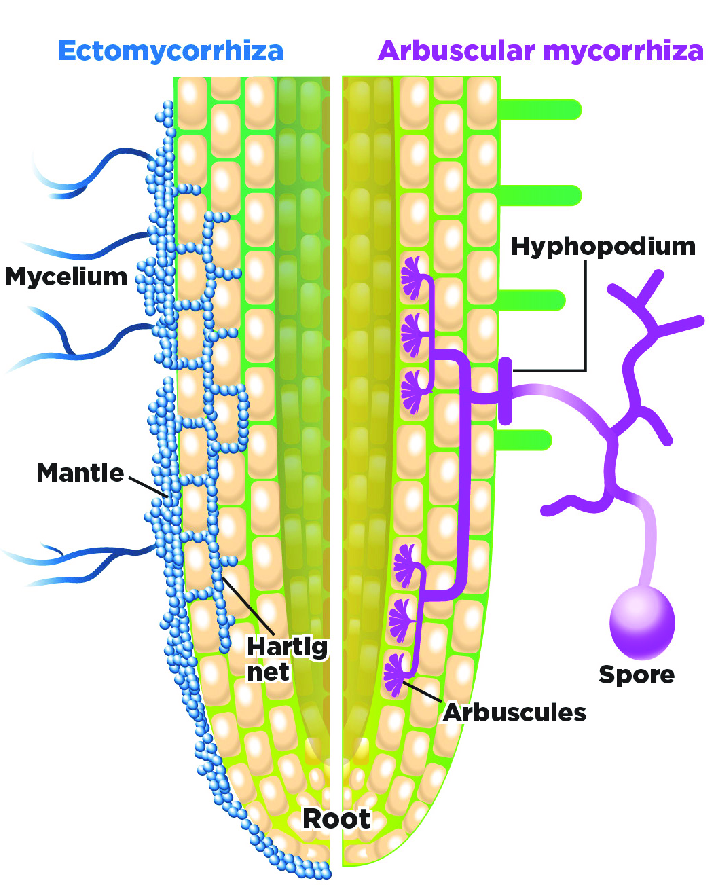 Ectomycorrhiza
Arbuscular mycorrhiza
Hyphopodium
Mycelium
Mantle
Hartig
net
Spore
Arbuscules
Root